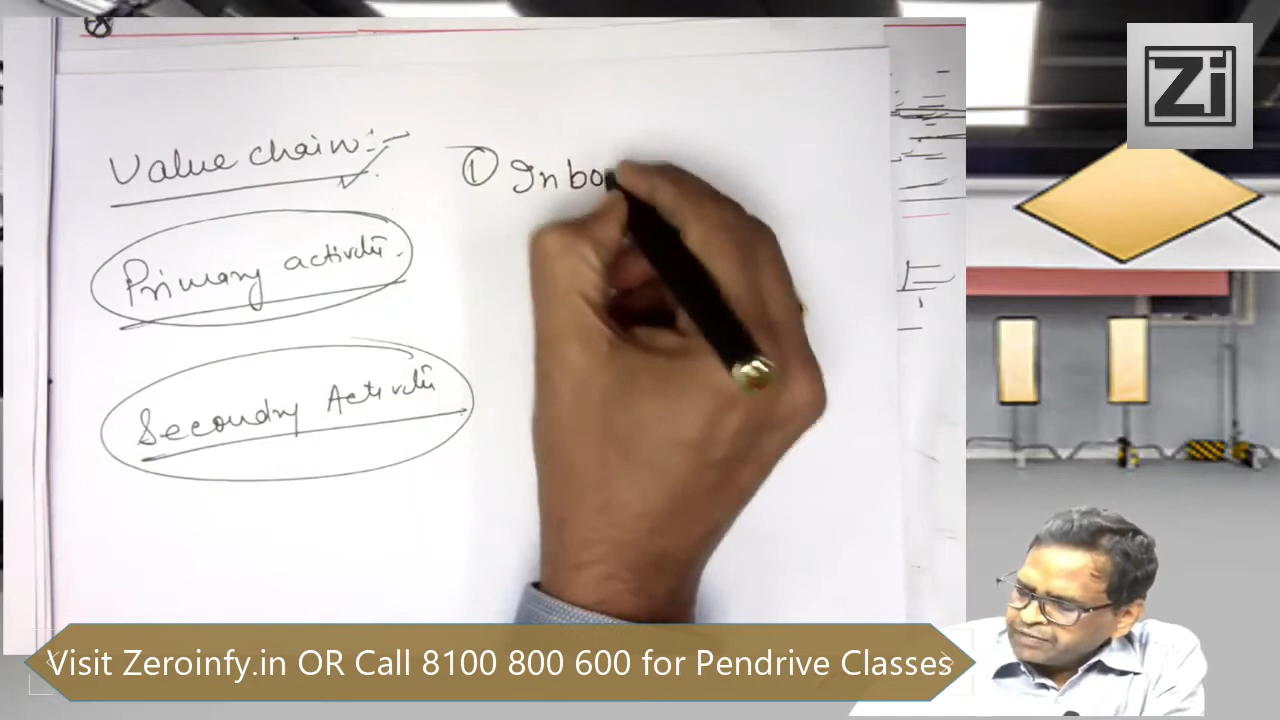 Zi
Value chain:-
① Inbo
Primary activiti.
Secondry Activiti
Visit Zeroinfy.in OR Call 8100 800 600 for Pendrive Classes